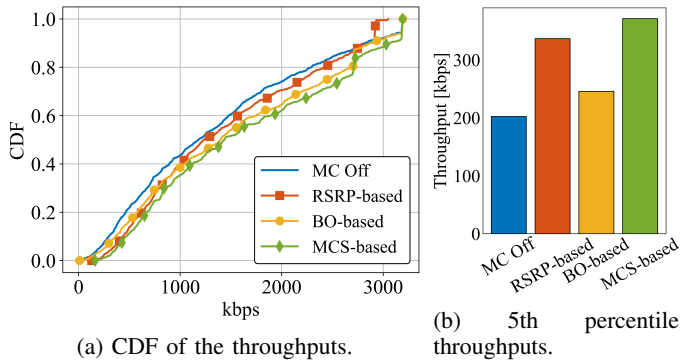 1.0
0.8
0.6
0.4
0.2
0.0
CDF
0
1000
2000
3000
kbps
MC Off
RSRP-based
BO-based
MCS-based
(a) CDF of the throughputs.
Throughput [kbps]
300
200
100
0
MC Off
RSRP-based
BO-based
MCS-based
(b) 5th percentile
throughputs.